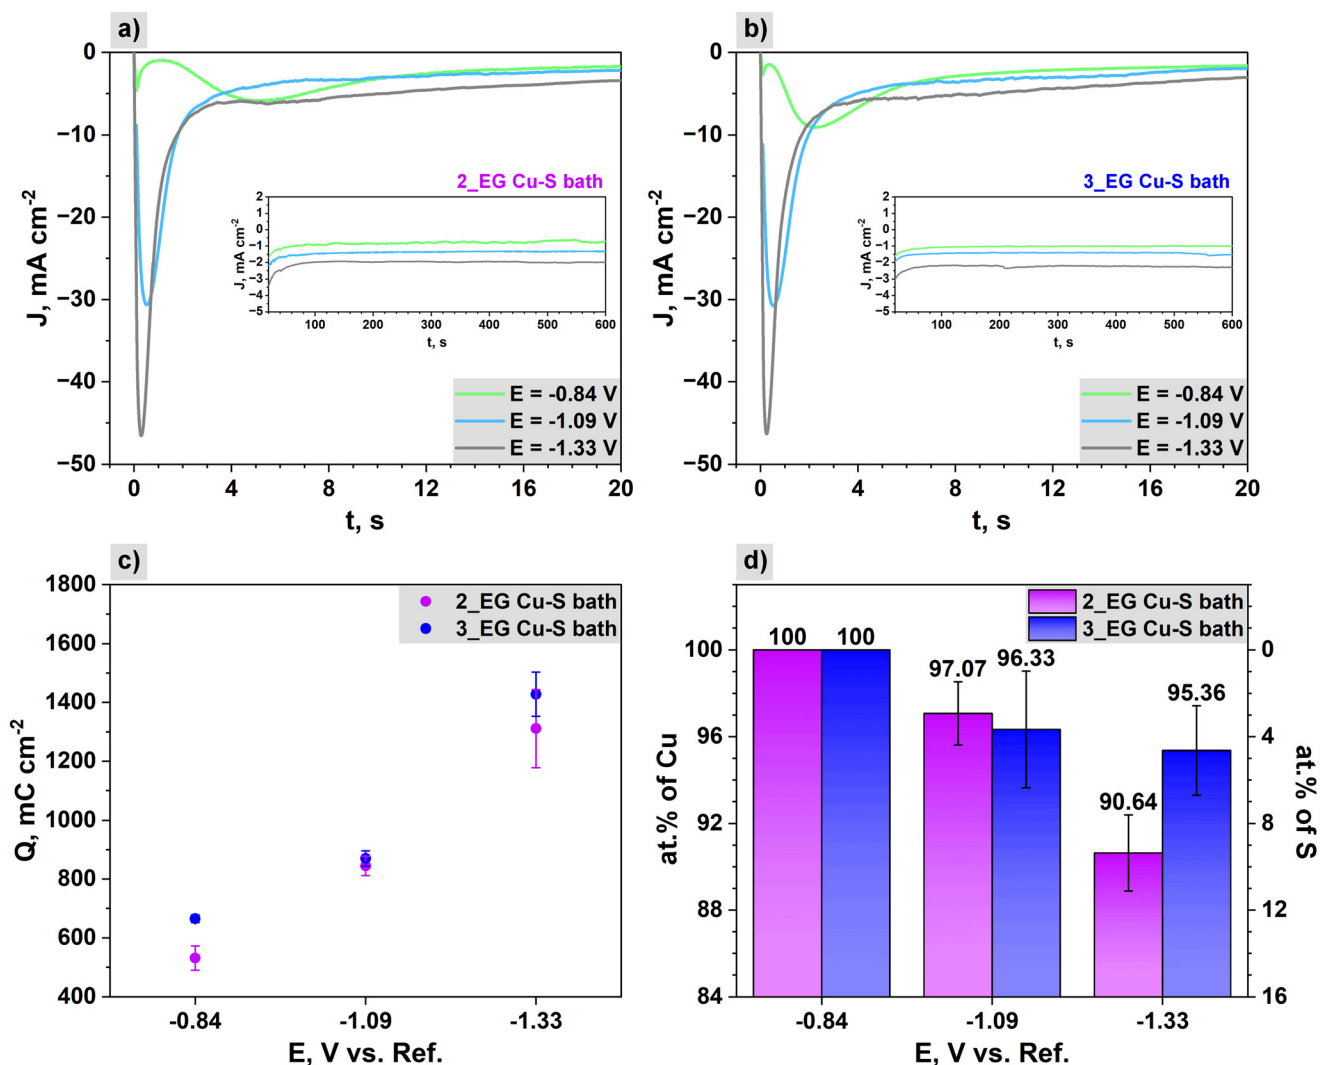 a)
0
−10
−20
−30
−40
−50
J, mA cm-2
0 4 8 12 16 20
t, s
2_EG Cu-S bath
2
1
0
−1
−2
−3
−4
−5
J, mA cm-2
100 200 300 400 500 600
t, s
E = -0.84 V
E = -1.09 V
E = -1.33 V
b)
0
−10
−20
−30
−40
−50
J, mA cm-2
0 4 8 12 16 20
t, s
3_EG Cu-S bath
2
1
0
−1
−2
−3
−4
−5
J, mA cm-2
100 200 300 400 500 600
t, s
E = -0.84 V
E = -1.09 V
E = -1.33 V
c)
1800
1600
1400
1200
1000
800
600
400
Q, mC cm-2
2_EG Cu-S bath
3_EG Cu-S bath
-0.84 -1.09 -1.33
E, V vs. Ref.
d)
100
96
92
88
84
at.% of Cu
2_EG Cu-S bath
3_EG Cu-S bath
100 100
97.07 96.33
90.64 95.36
0
4
8
12
16
at.% of S
-0.84 -1.09 -1.33
E, V vs. Ref.